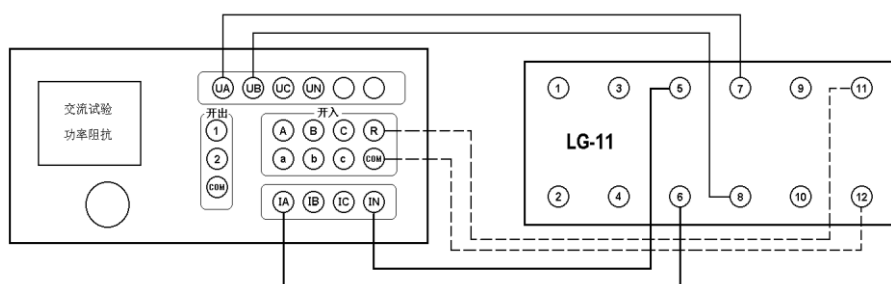 UA UB UC UN
交流试验
功率阻抗
开出
1
2
COM
开入
A B C R
a b c COM
IA IB IC IN
1 3 5 7 9 11
LG-11
2 4 6 8 10 12